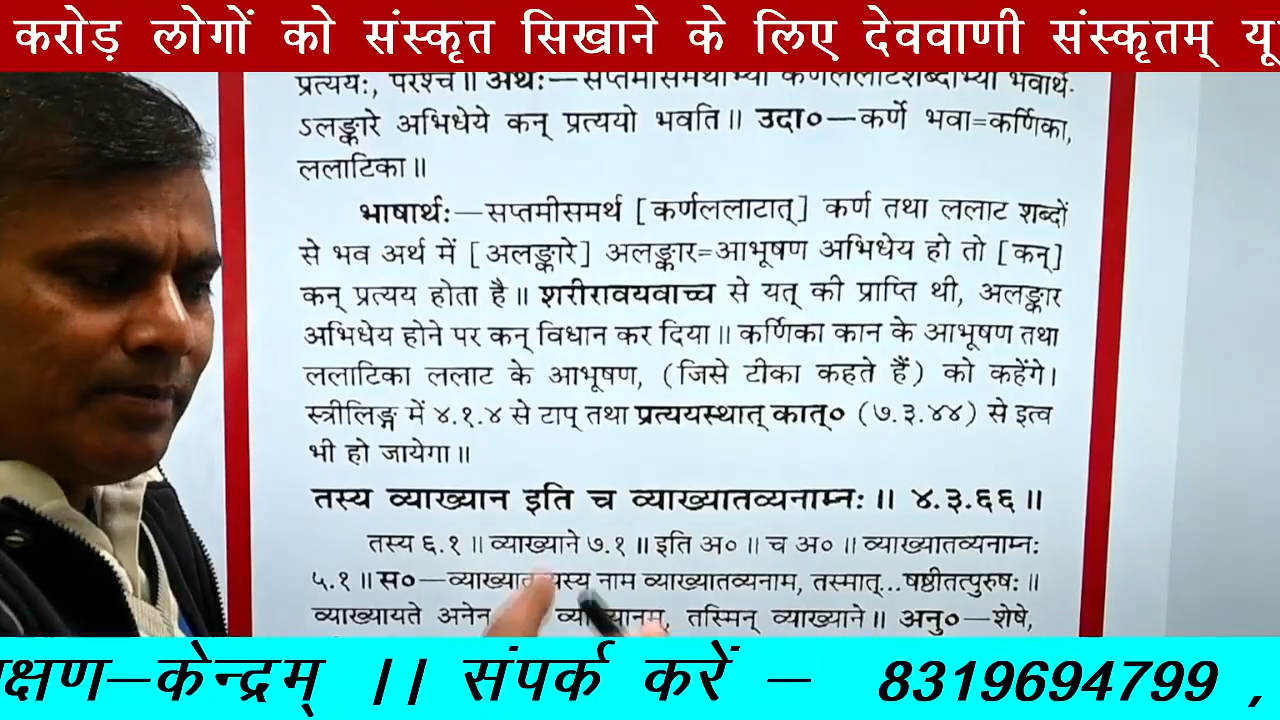 करोड़ लोगों को संस्कृत सिखाने के लिए देववाणी संस्कृतम् यू
प्रत्ययः, परश्च॥ अर्थः—सप्तमीसमर्थाभ्यां कर्णललाटशब्दाभ्यां भवार्थे-
ऽलङ्कारे अभिधेये कन् प्रत्ययो भवति॥ उदा०—कर्णे भवा=कर्णिका,
ललाटिका॥
भाषार्थः—सप्तमीसमर्थ [कर्णललाटात्] कर्ण तथा ललाट शब्दों
से भव अर्थ में [अलङ्कारे] अलङ्कार=आभूषण अभिधेय हो तो [कन्]
कन् प्रत्यय होता है॥ शरीरावयवाच्च से यत् की प्राप्ति थी, अलङ्कार
अभिधेय होने पर कन् विधान कर दिया॥ कर्णिका कान के आभूषण तथा
ललाटिका ललाट के आभूषण, (जिसे टीका कहते हैं) को कहेंगे।
स्त्रीलिङ्ग में ४.१.४ से टाप् तथा प्रत्ययस्थात् कात्० (७.३.४४) से इत्व
भी हो जायेगा॥
तस्य व्याख्यान इति च व्याख्यातव्यनाम्नः॥ ४.३.६६॥
तस्य ६.१॥ व्याख्याने ७.१॥ इति अ०॥ च अ०॥ व्याख्यातव्यनाम्नः
५.१॥ स०—व्याख्यातव्यस्य नाम व्याख्यातव्यनाम, तस्मात्...षष्ठीतत्पुरुषः॥
व्याख्यायते अनेन व्याख्यानम्, तस्मिन् व्याख्याने॥ अनु०—शेषे,
क्षण–केन्द्रम् || संपर्क करें – 8319694799 ,